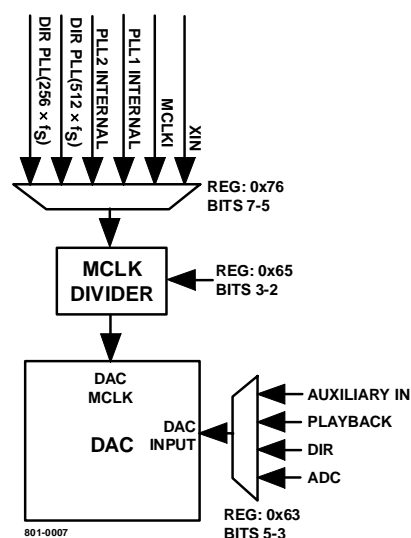 DIR PLL(256 × fS)
DIR PLL(512 × fS)
PLL2 INTERNAL
PLL1 INTERNAL
MCLKI
XIN
REG: 0x76
BITS 7-5
MCLK
DIVIDER
REG: 0x65
BITS 3-2
DAC
MCLK
DAC
DAC
INPUT
AUXILIARY IN
PLAYBACK
DIR
ADC
REG: 0x63
BITS 5-3
801-0007